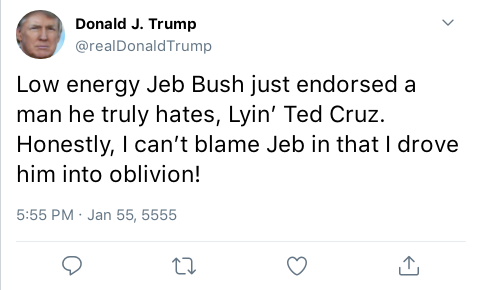 Donald J. Trump
@realDonaldTrump
Low energy Jeb Bush just endorsed a
man he truly hates, Lyin’ Ted Cruz.
Honestly, I can’t blame Jeb in that I drove
him into oblivion!
5:55 PM · Jan 55, 5555